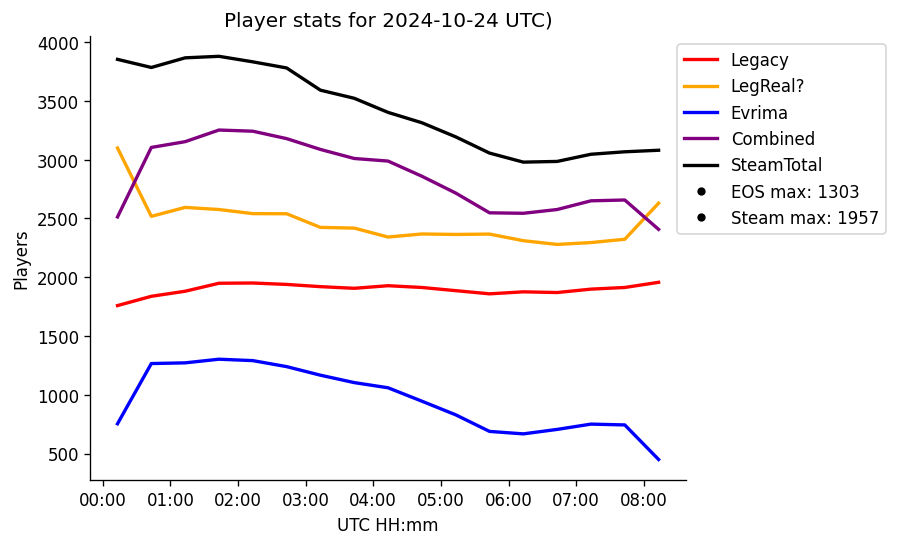 Player stats for 2024-10-24 UTC)
4000
3500
3000
2500
2000
1500
1000
500
Players
00:00 01:00 02:00 03:00 04:00 05:00 06:00 07:00 08:00
UTC HH:mm
Legacy
LegReal?
Evrima
Combined
SteamTotal
EOS max: 1303
Steam max: 1957